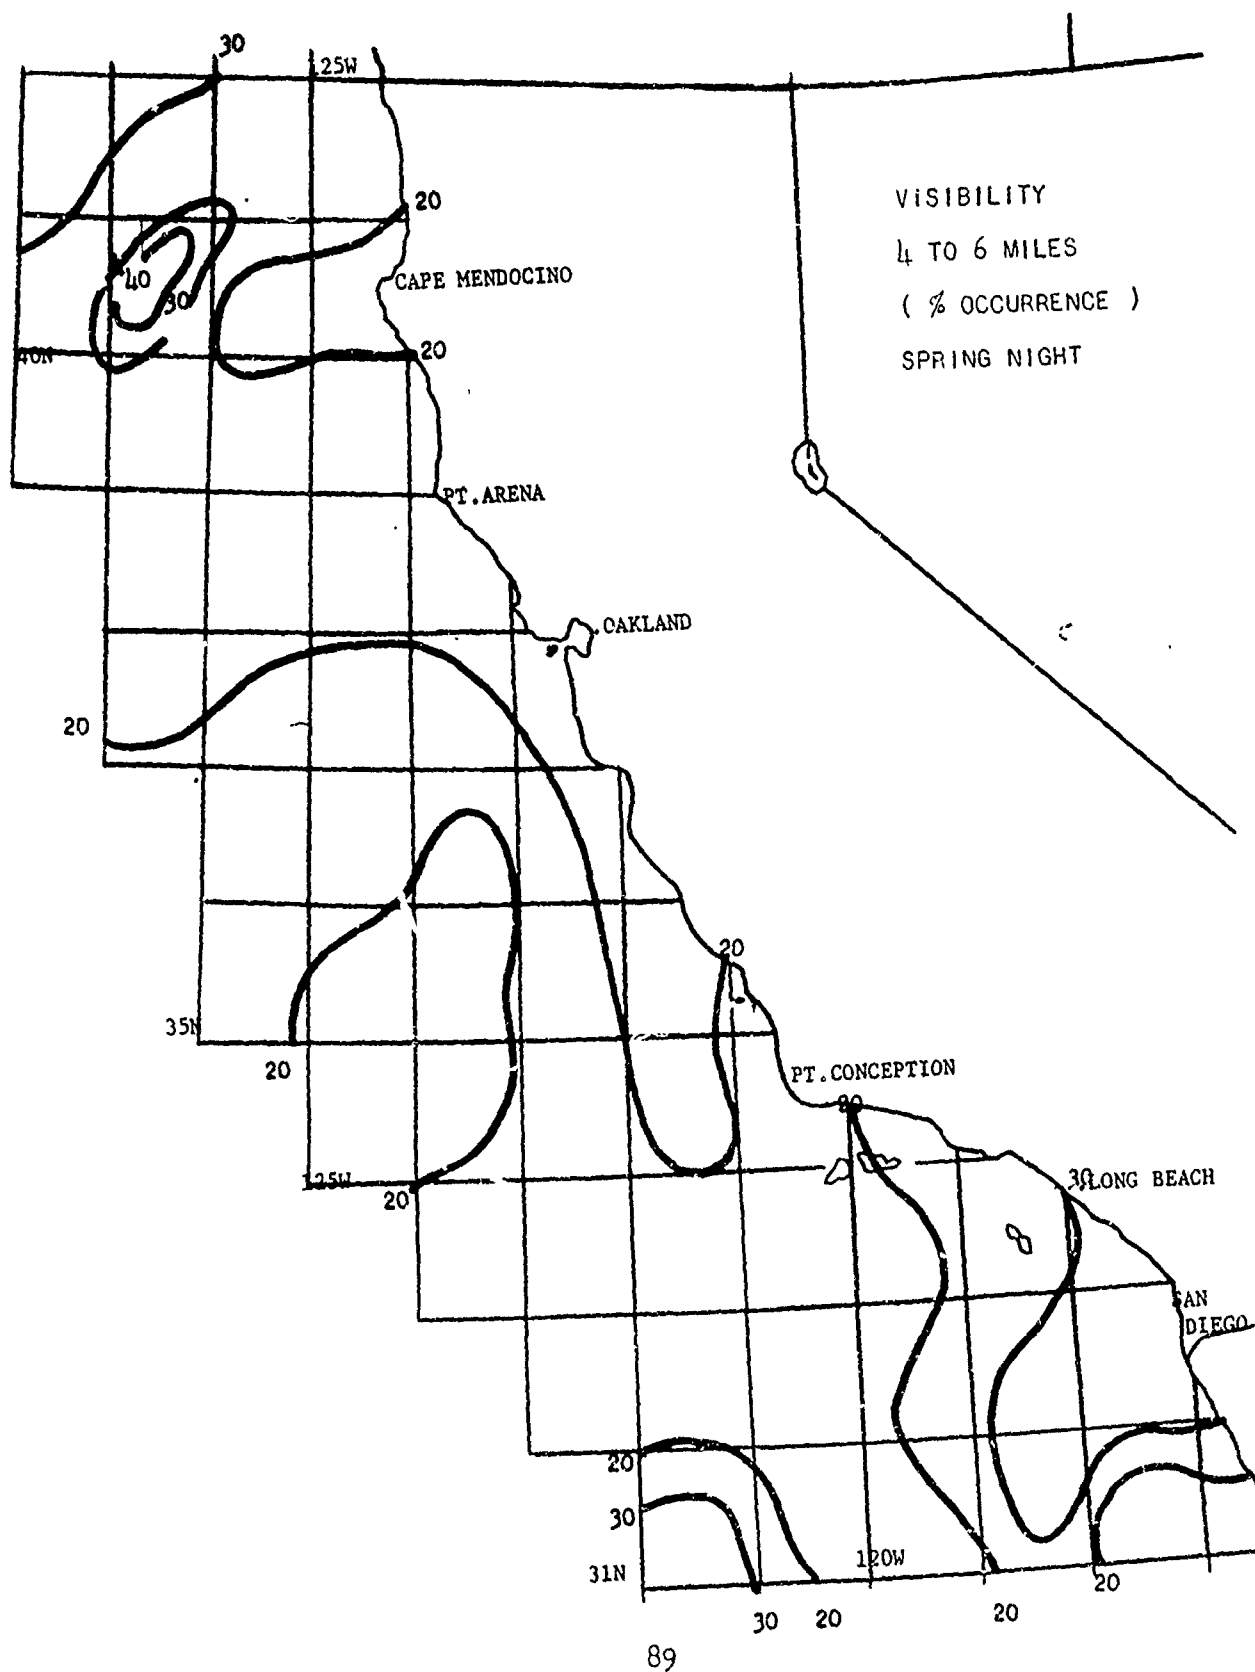 30
25W
20
VISIBILITY
4 TO 6 MILES
( % OCCURRENCE )
SPRING NIGHT
40
30
CAPE MENDOCINO
40N
20
PT.ARENA
OAKLAND
20
20
35N
20
PT.CONCEPTION
20
125W
20
30
LONG BEACH
SAN
DIEGO
20
30
31N
120W
20
30
20
20
89